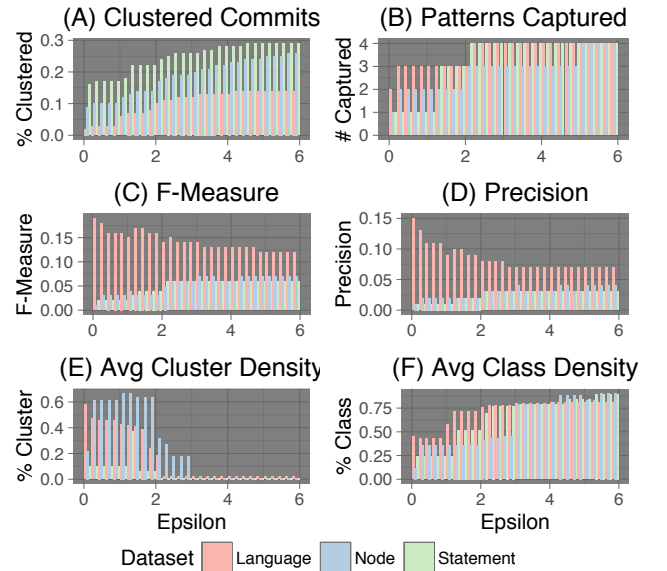 (A) Clustered Commits
% Clustered
0.3
0.2
0.1
0.0
0 2 4 6
(B) Patterns Captured
# Captured
4
3
2
1
0
0 2 4 6
(C) F-Measure
F-Measure
0.15
0.10
0.05
0.00
0 2 4 6
(D) Precision
Precision
0.15
0.10
0.05
0.00
0 2 4 6
(E) Avg Cluster Density
% Cluster
0.6
0.4
0.2
0.0
0 2 4 6
Epsilon
(F) Avg Class Density
% Class
0.75
0.50
0.25
0.00
0 2 4 6
Epsilon
Dataset Language Node Statement